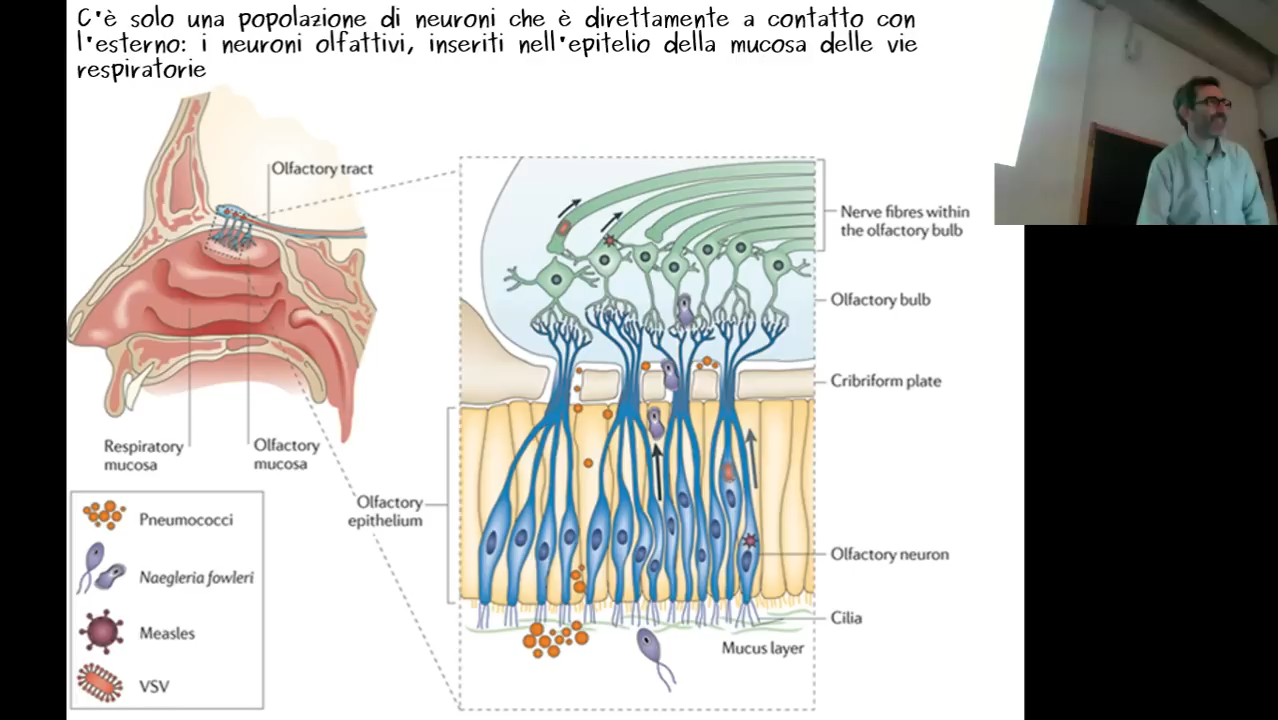 C'è solo una popolazione di neuroni che è direttamente a contatto con
l'esterno: i neuroni olfattivi, inseriti nell'epitelio della mucosa delle vie
respiratorie
Olfactory tract
Respiratory
mucosa
Olfactory
mucosa
Pneumococci
Naegleria fowleri
Measles
VSV
Olfactory
epithelium
Nerve fibres within
the olfactory bulb
Olfactory bulb
Cribriform plate
Olfactory neuron
Cilia
Mucus layer